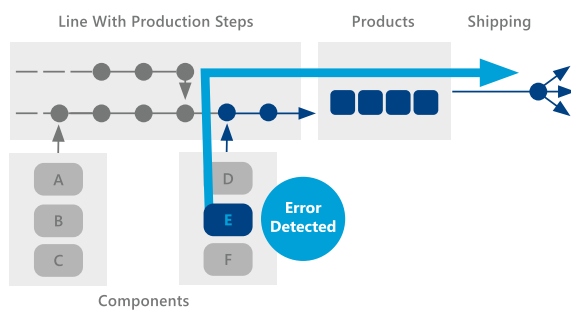 Line With Production Steps
Products
Shipping
A
B
C
D
E
F
Error
Detected
Components